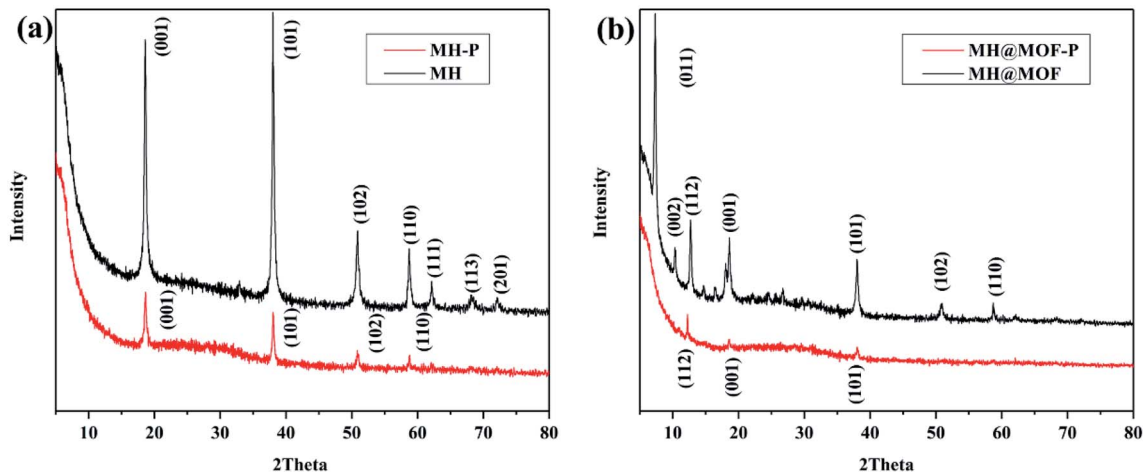 (a)
(001)
(101)
MH-P
MH
(102)
(110)
(111)
(113)
(201)
(001)
(101)
(102)
(110)
Intensity
10 20 30 40 50 60 70 80
2Theta
(b)
(011)
MH@MOF-P
MH@MOF
(002)
(112)
(001)
(101)
(102)
(110)
(112)
(001)
(101)
Intensity
10 20 30 40 50 60 70 80
2Theta